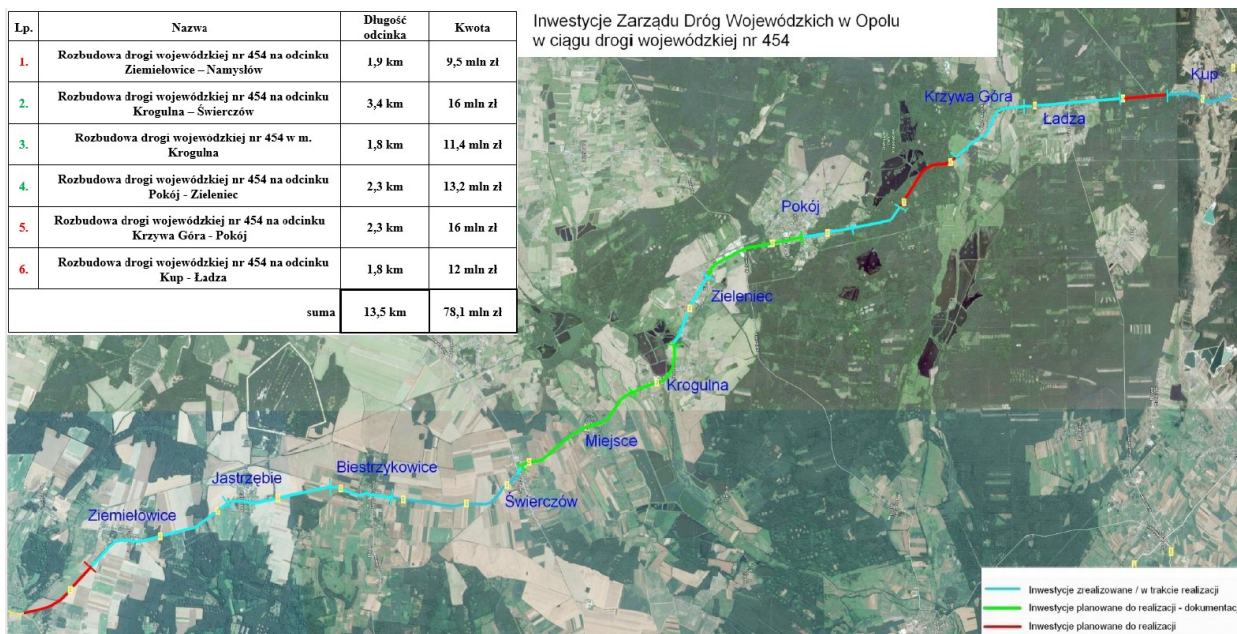 Lp. Nazwa Długość odcinka Kwota
1. Rozbudowa drogi wojewódzkiej nr 454 na odcinku Ziemiełowice – Namysłów 1,9 km 9,5 mln zł
2. Rozbudowa drogi wojewódzkiej nr 454 na odcinku Krogulna – Świerczów 3,4 km 16 mln zł
3. Rozbudowa drogi wojewódzkiej nr 454 w m. Krogulna 1,8 km 11,4 mln zł
4. Rozbudowa drogi wojewódzkiej nr 454 na odcinku Pokój - Zieleniec 2,3 km 13,2 mln zł
5. Rozbudowa drogi wojewódzkiej nr 454 na odcinku Krzywa Góra - Pokój 2,3 km 16 mln zł
6. Rozbudowa drogi wojewódzkiej nr 454 na odcinku Kup - Ładza 1,8 km 12 mln zł
suma 13,5 km 78,1 mln zł
Inwestycje Zarządu Dróg Wojewódzkich w Opolu
w ciągu drogi wojewódzkiej nr 454
Kup
Krzywa Góra
Ładza
Pokój
Zieleniec
Krogulna
Miejsce
Biestrzykowice
Jastrzębie
Świerczów
Ziemiełowice
Inwestycje zrealizowane / w trakcie realizacji
Inwestycje planowane do realizacji - dokumentac
Inwestycje planowane do realizacji